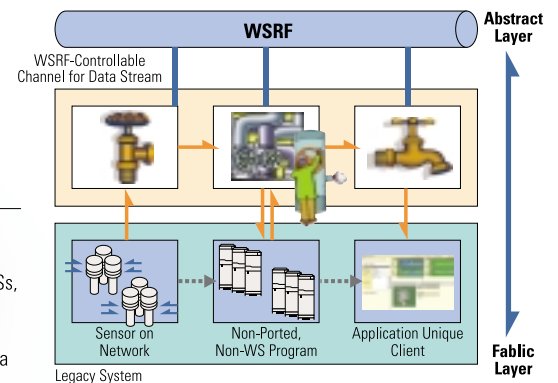 WSRF
Abstract
Layer
WSRF-Controllable
Channel for Data Stream
Ss,
a
Sensor on
Network
Non-Ported,
Non-WS Program
Application Unique
Client
Fablic
Layer
Legacy System